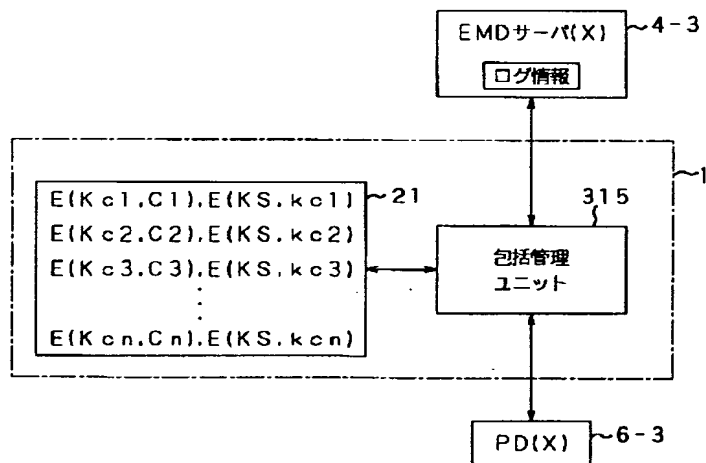 EMDサーバ(X)
4-3
ログ情報
1
E(Kc1,C1),E(KS,kc1)
21
E(Kc2,C2),E(KS,kc2)
E(Kc3,C3),E(KS,kc3)
⋮
E(Kcn,Cn),E(KS,kcn)
315
包括管理
ユニット
PD(X)
6-3